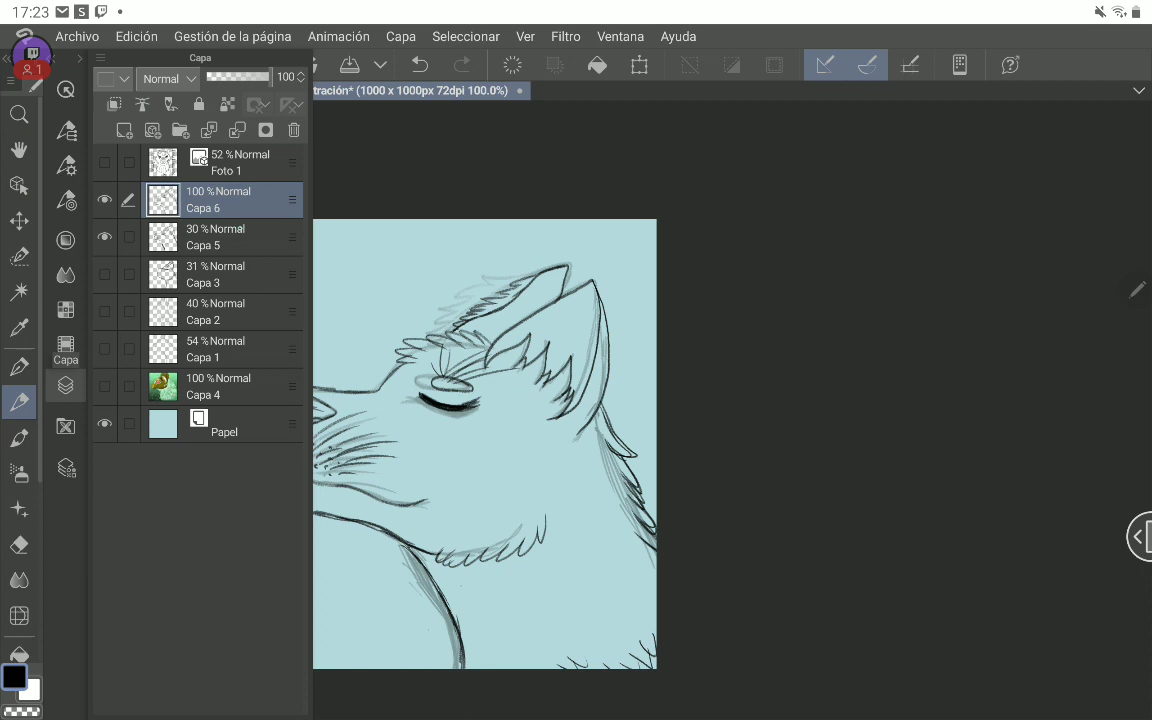 17:23 S
Archivo Edición Gestión de la página Animación Capa Seleccionar Ver Filtro Ventana Ayuda
1
Capa
Normal 100
tración* (1000 x 1000px 72dpi 100.0%)
52 %Normal
Foto 1
100 %Normal
Capa 6
30 %Normal
Capa 5
31 %Normal
Capa 3
40 %Normal
Capa 2
54 %Normal
Capa 1
Capa
100 %Normal
Capa 4
Papel